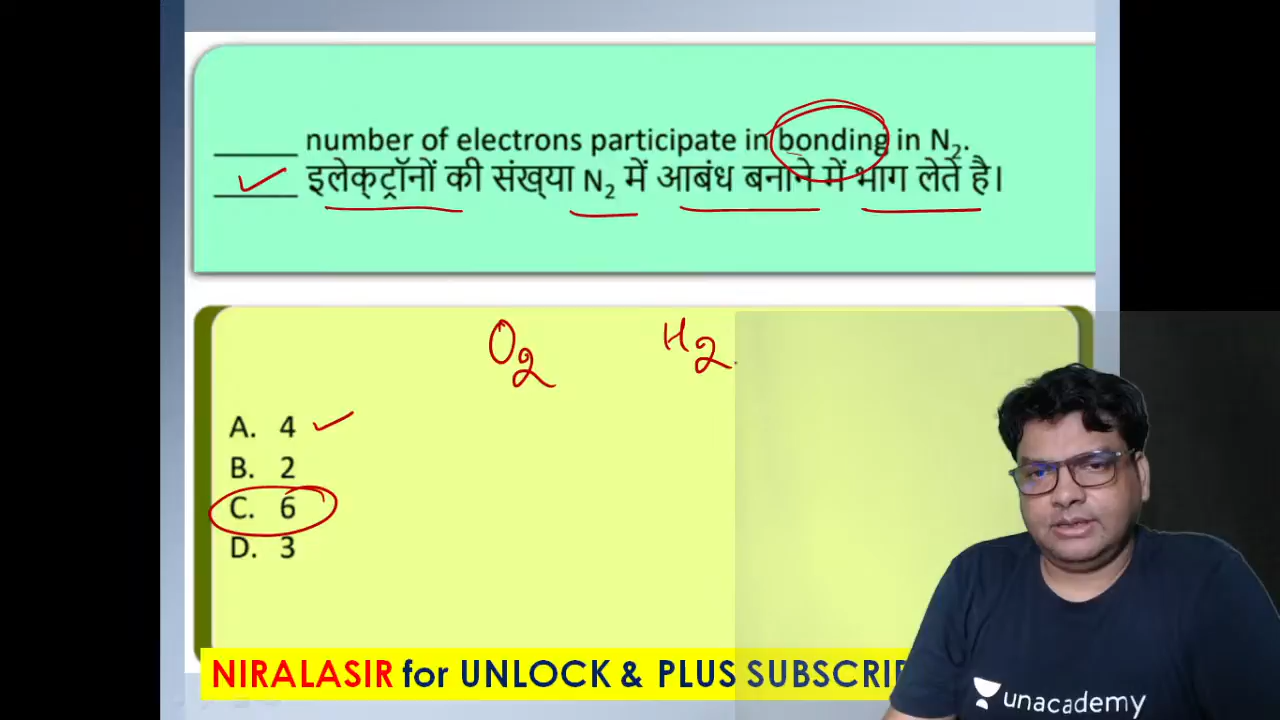 _____ number of electrons participate in bonding in N₂.
_____ इलेक्ट्रॉनों की संख्या N₂ में आबंध बनाने में भाग लेते है।
O₂ H₂
A. 4
B. 2
C. 6
D. 3
NIRALASIR for UNLOCK & PLUS SUBSCRI
unacademy